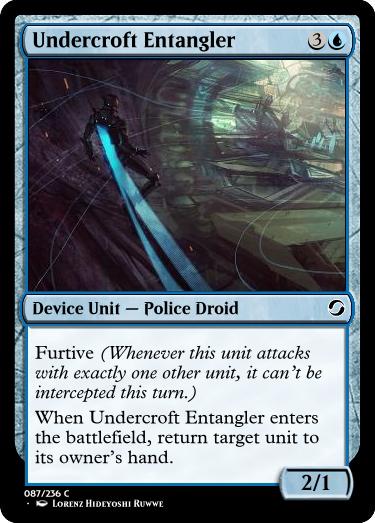 Undercroft Entangler 3
Device Unit — Police Droid
Furtive (Whenever this unit attacks
with exactly one other unit, it can't be
intercepted this turn.)
When Undercroft Entangler enters
the battlefield, return target unit to
its owner's hand.
2/1
087/236 C
· Lorenz Hideyoshi Ruwwe